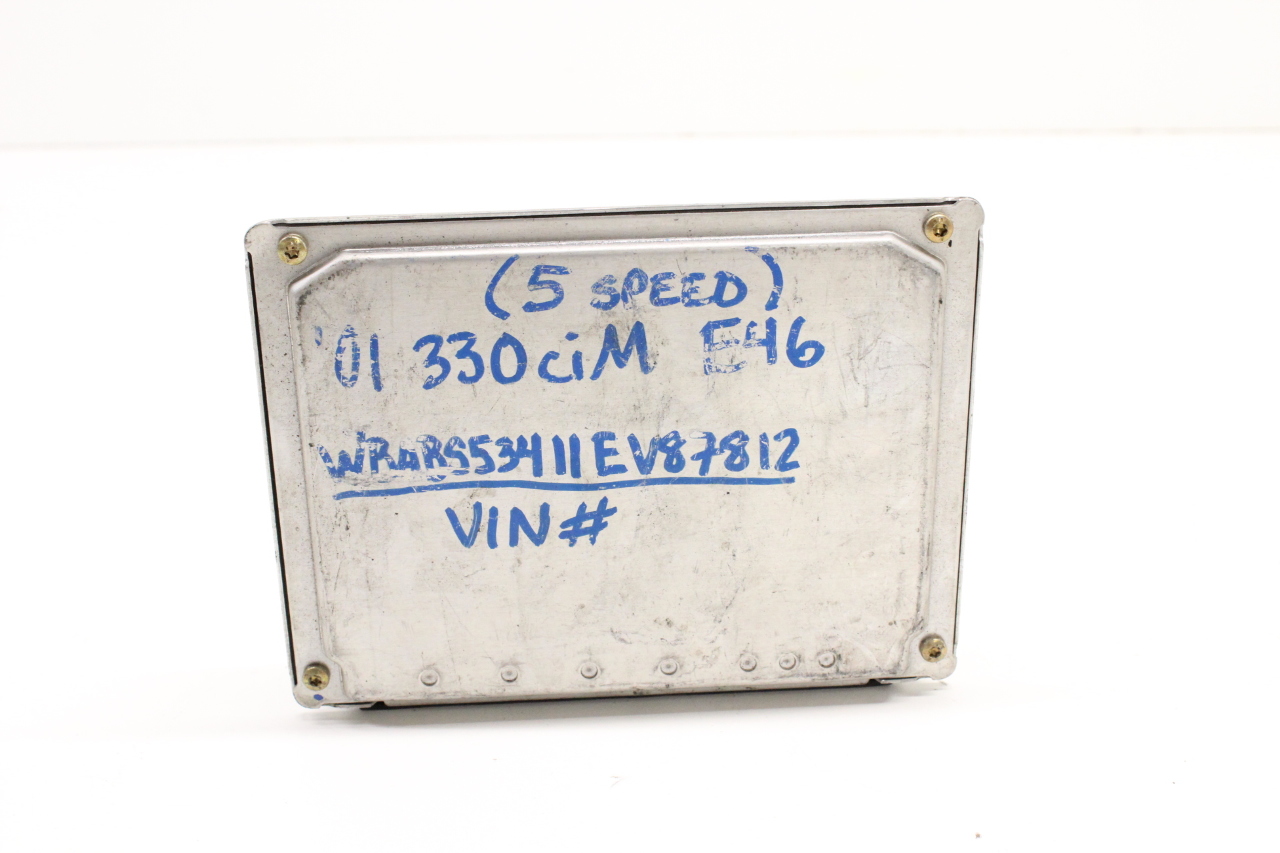 (5 SPEED)
'01 330ciM E46
WBABS53411EV87812
VIN#